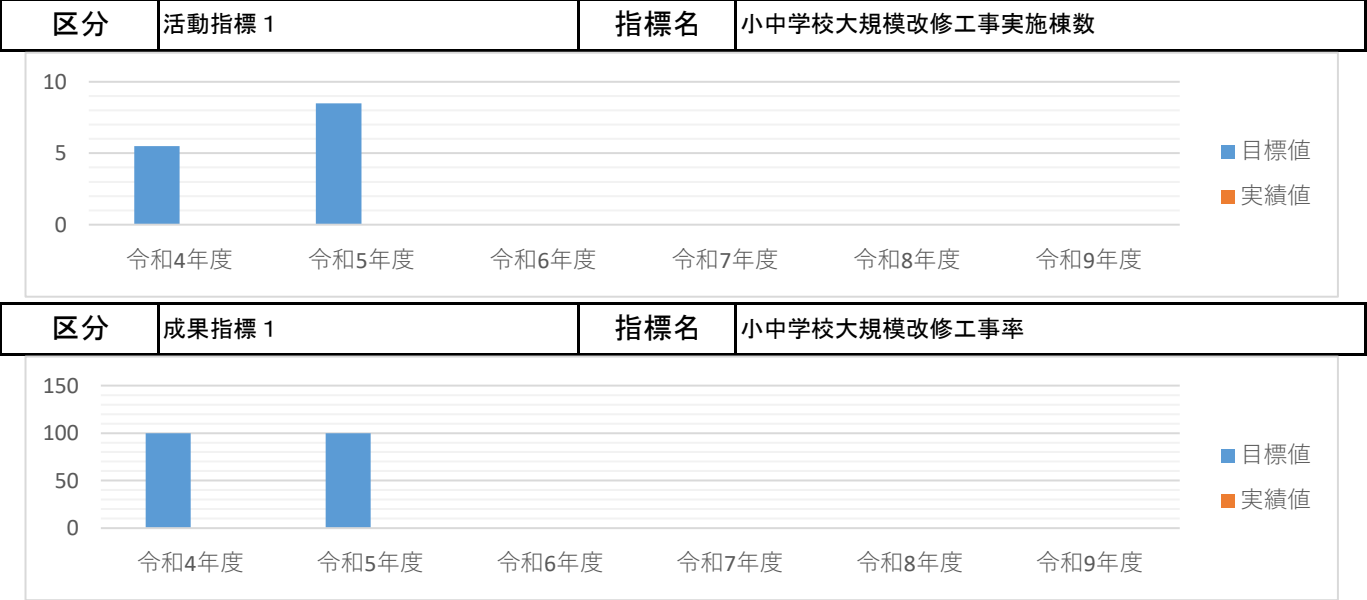 区分 活動指標１ 指標名 小中学校大規模改修工事実施棟数
10
5
0
令和4年度 令和5年度 令和6年度 令和7年度 令和8年度 令和9年度
目標値
実績値
区分 成果指標１ 指標名 小中学校大規模改修工事率
150
100
50
0
令和4年度 令和5年度 令和6年度 令和7年度 令和8年度 令和9年度
目標値
実績値